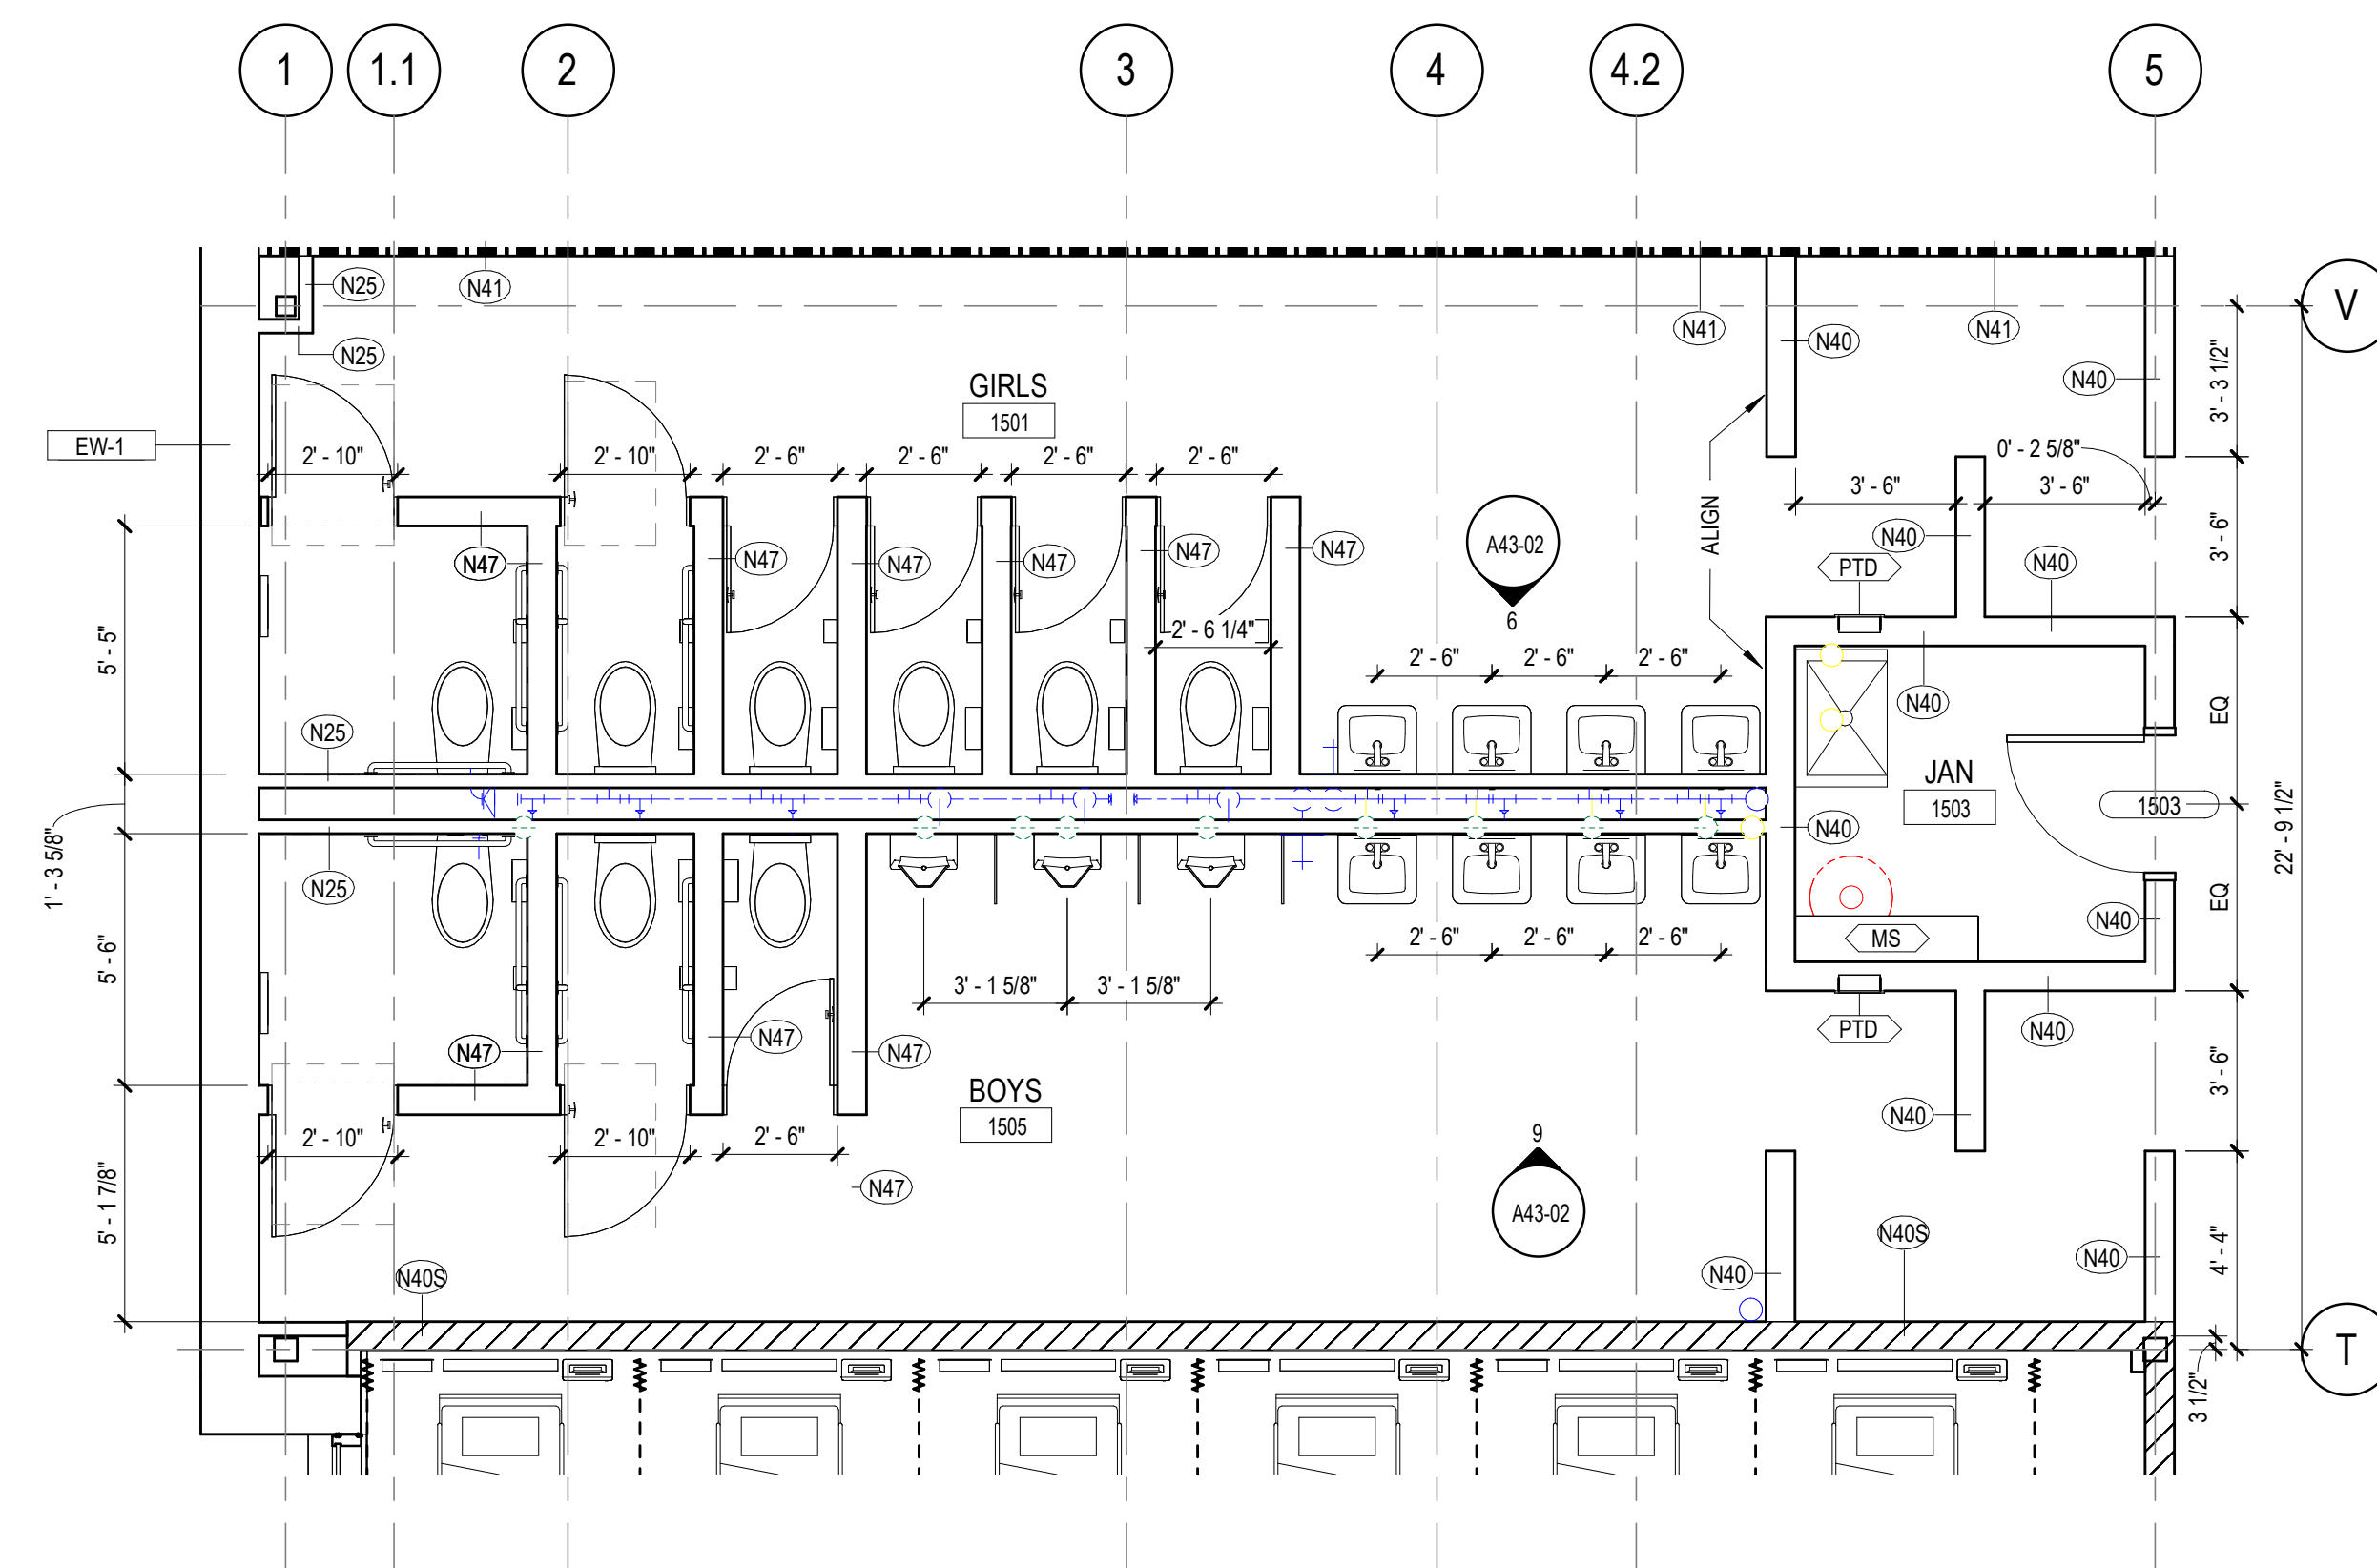 1 1.1 2 3 4 4.2 5
N25 N41
V
N41 N40 N41
N25
3' - 3 1/2"
GIRLS
1501
N40
EW-1
2' - 10" 2' - 10" 2' - 6" 2' - 6" 2' - 6" 2' - 6"
0' - 2 5/8"
3' - 6" 3' - 6"
ALIGN
A43-02
6
N40
3' - 6"
N47 N47 N47 N47 N47 N47
PTD N40
5' - 5"
2' - 6 1/4"
2' - 6" 2' - 6" 2' - 6"
N40
EQ
N25
JAN
1503
1503
N40
22' - 9 1/2"
1' - 3 5/8"
N25
EQ
N40
MS
5' - 6"
2' - 6" 2' - 6" 2' - 6"
3' - 1 5/8" 3' - 1 5/8"
PTD N40
N47 N47 N47
3' - 6"
BOYS
1505
N40
2' - 10" 2' - 10" 2' - 6"
9
A43-02
N47
5' - 1 7/8"
N40S
N40
N40S
N40
4' - 4"
T
3 1/2"